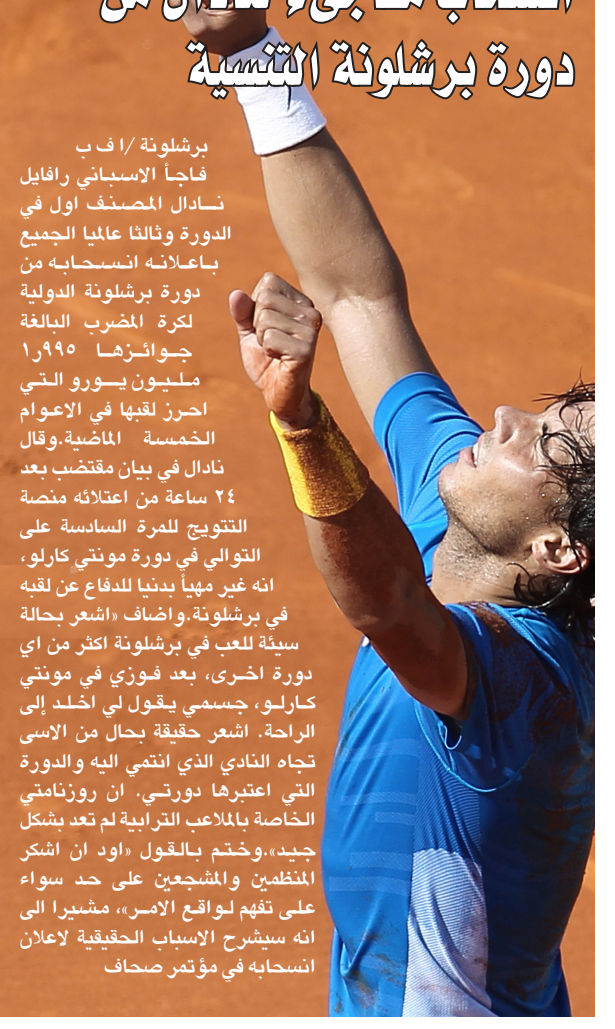 انسحاب مفاجىء لنادال من
دورة برشلونة التنسية
برشلونة /ا ف ب
فاجأ الاسباني رافايل
نادال المصنف اول في
الدورة وثالثا عالميا الجميع
باعلانه انسحابه من
دورة برشلونة الدولية
لكرة المضرب البالغة
جوائزها ١ر٩٩٥
مليون يورو التي
احرز لقبها في الاعوام
الخمسة الماضية.وقال
نادال في بيان مقتضب بعد
٢٤ ساعة من اعتلائه منصة
التتويج للمرة السادسة على
التوالي في دورة مونتي كارلو،
انه غير مهيأ بدنيا للدفاع عن لقبه
في برشلونة.واضاف «اشعر بحالة
سيئة للعب في برشلونة اكثر من اي
دورة اخرى، بعد فوزي في مونتي
كارلو، جسمي يقول لي اخلد إلى
الراحة. اشعر حقيقة بحال من الاسى
تجاه النادي الذي انتمي اليه والدورة
التي اعتبرها دورتي. ان روزنامتي
الخاصة بالملاعب الترابية لم تعد بشكل
جيد».وختم بالقول «اود ان اشكر
المنظمين والمشجعين على حد سواء
على تفهم لواقع الامر»، مشيرا الى
انه سيشرح الاسباب الحقيقية لاعلان
انسحابه في مؤتمر صحاف